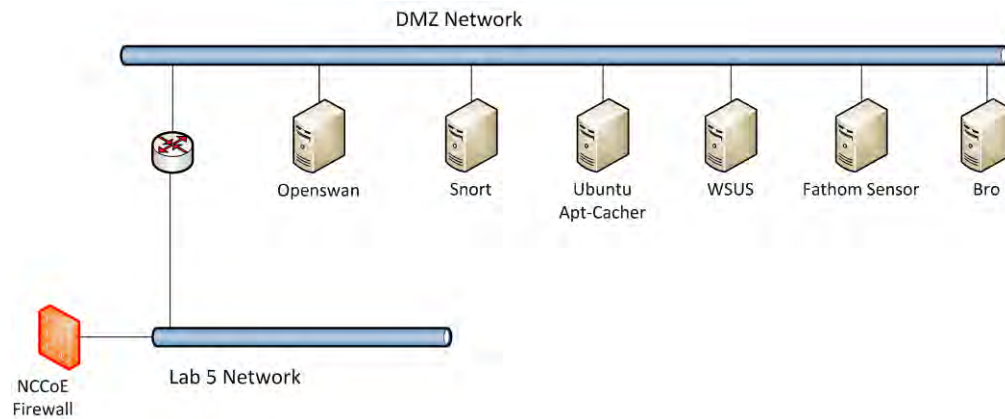 DMZ Network
Openswan
Snort
Ubuntu
Apt-Cacher
WSUS
Fathom Sensor
Bro
Lab 5 Network
NCCoE
Firewall